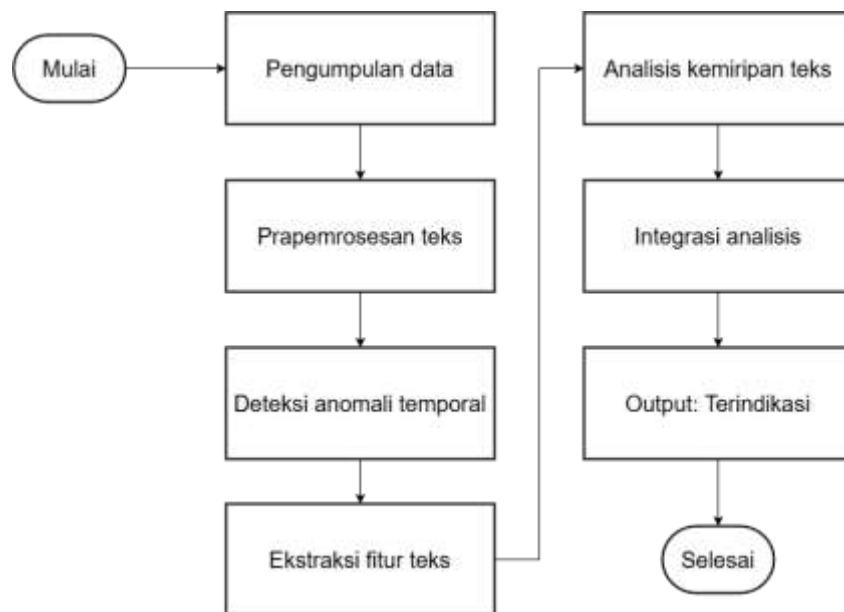 Mulai
Pengumpulan data
Prapemrosesan teks
Deteksi anomali temporal
Ekstraksi fitur teks
Analisis kemiripan teks
Integrasi analisis
Output: Terindikasi
Selesai